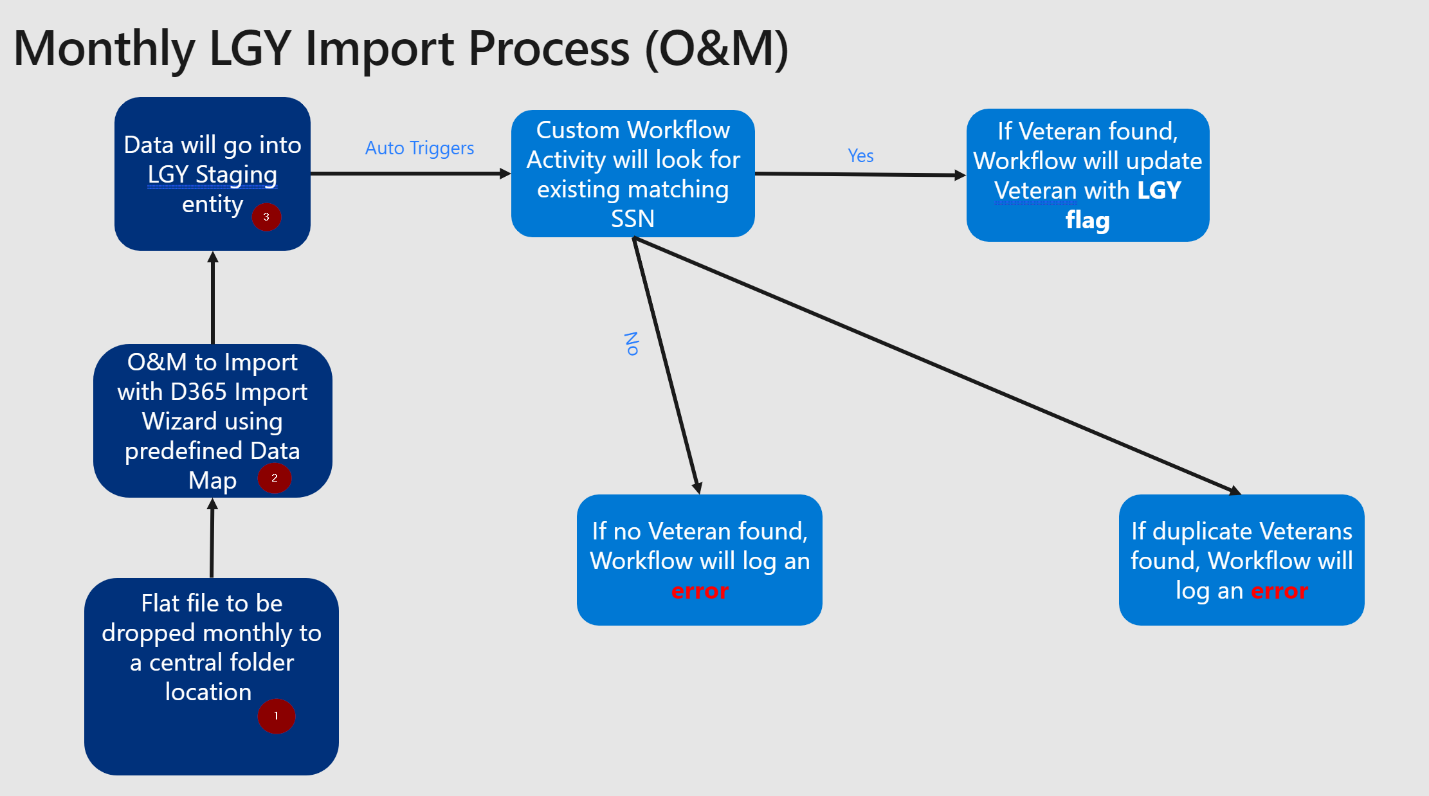 Monthly LGY Import Process (O&M)
Data will go into
LGY Staging
entity
3
Auto Triggers
Custom Workflow
Activity will look for
existing matching
SSN
Yes
If Veteran found,
Workflow will update
Veteran with LGY
flag
O&M to Import
with D365 Import
Wizard using
predefined Data
Map
2
No
Flat file to be
dropped monthly to
a central folder
location
1
If no Veteran found,
Workflow will log an
error
If duplicate Veterans
found, Workflow will
log an error